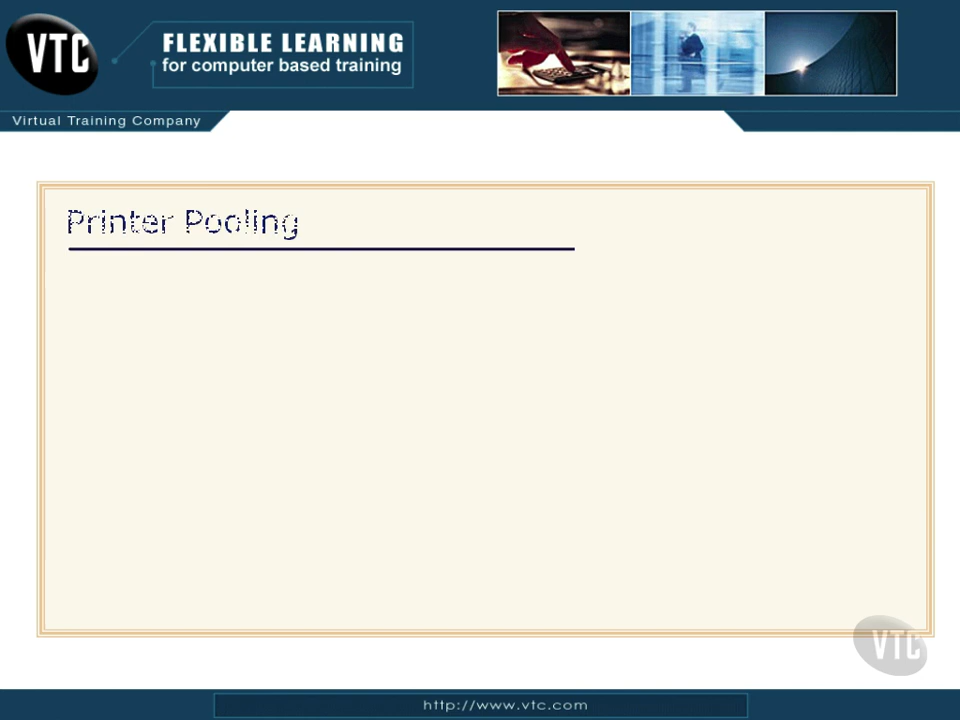 VTC
FLEXIBLE LEARNING
for computer based training
Virtual Training Company
Printer Pooling
VTC
http://www.vtc.com